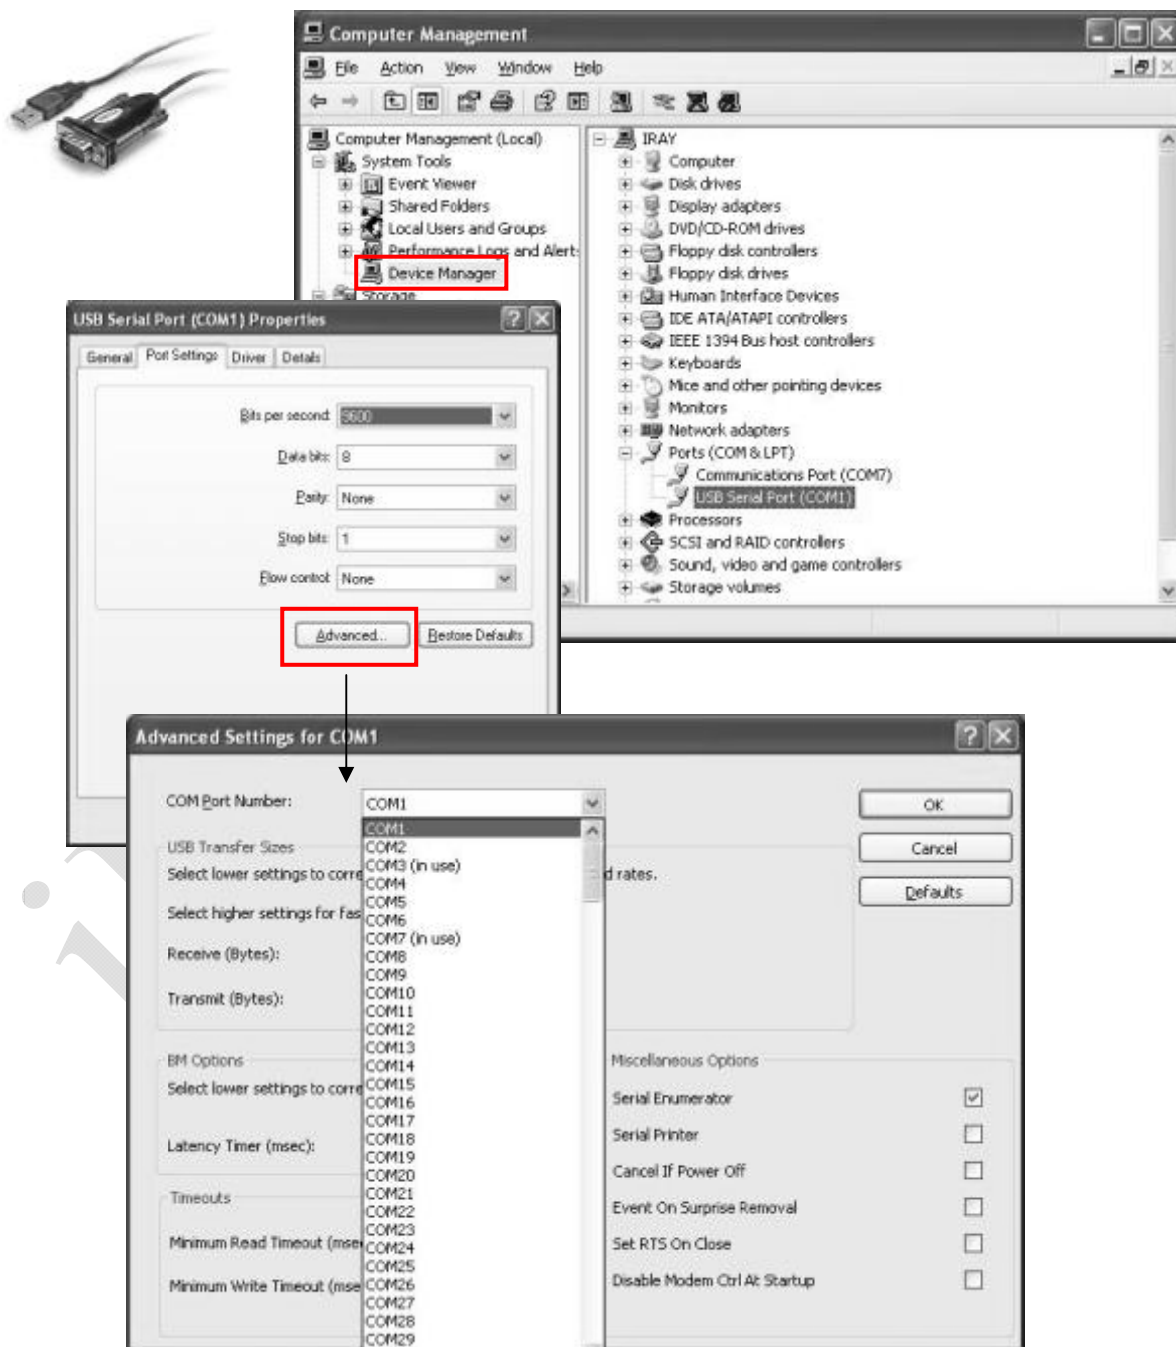 Computer Management
File Action View Window Help
Computer Management (Local)
System Tools
Event Viewer
Shared Folders
Local Users and Groups
Performance Logs and Alert
Device Manager
Storage
IRAY
Computer
Disk drives
Display adapters
DVD/CD-ROM drives
Floppy disk controllers
Floppy disk drives
Human Interface Devices
IDE ATA/ATAPI controllers
IEEE 1394 Bus host controllers
Keyboards
Mice and other pointing devices
Monitors
Network adapters
Ports (COM & LPT)
Communications Port (COM7)
USB Serial Port (COM1)
Processors
SCSI and RAID controllers
Sound, video and game controllers
Storage volumes
USB Serial Port (COM1) Properties
General Port Settings Driver Details
Bits per second: 9600
Data bits: 8
Parity: None
Stop bits: 1
Flow control: None
Advanced... Restore Defaults
Advanced Settings for COM1
COM Port Number: COM1
OK
Cancel
Defaults
COM1
COM2
COM3 (in use)
COM4
COM5
COM6
COM7 (in use)
COM8
COM9
COM10
COM11
COM12
COM13
COM14
COM15
COM16
COM17
COM18
COM19
COM20
COM21
COM22
COM23
COM24
COM25
COM26
COM27
COM28
COM29
USB Transfer Sizes
Select lower settings to corre d rates.
Select higher settings for fas
Receive (Bytes):
Transmit (Bytes):
BM Options
Select lower settings to corre
Latency Timer (msec):
Timeouts
Minimum Read Timeout (mse
Minimum Write Timeout (mse
Miscellaneous Options
Serial Enumerator
Serial Printer
Cancel If Power Off
Event On Surprise Removal
Set RTS On Close
Disable Modem Ctrl At Startup